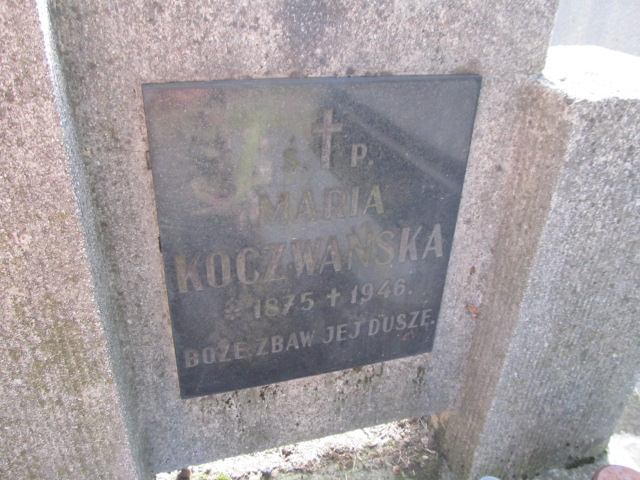 Ś. P.
MARIA
KOCZWAŃSKA
* 1875 † 1946.
BOŻE, ZBAW JEJ DUSZĘ.